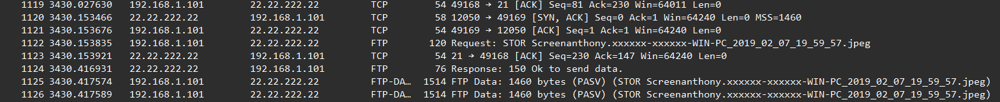 1119 3430.027630 192.168.1.101 22.22.222.22 TCP 54 49168 → 21 [ACK] Seq=81 Ack=230 Win=64011 Len=0
1120 3430.153466 22.22.222.22 192.168.1.101 TCP 58 12050 → 49169 [SYN, ACK] Seq=0 Ack=1 Win=64240 Len=0 MSS=1460
1121 3430.153676 192.168.1.101 22.22.222.22 TCP 54 49169 → 12050 [ACK] Seq=1 Ack=1 Win=64240 Len=0
1122 3430.153835 192.168.1.101 22.22.222.22 FTP 120 Request: STOR Screenanthony.xxxxxx-xxxxxx-WIN-PC_2019_02_07_19_59_57.jpeg
1123 3430.153921 22.22.222.22 192.168.1.101 TCP 54 21 → 49168 [ACK] Seq=230 Ack=147 Win=64240 Len=0
1124 3430.416931 22.22.222.22 192.168.1.101 FTP 76 Response: 150 Ok to send data.
1125 3430.417574 192.168.1.101 22.22.222.22 FTP-DA… 1514 FTP Data: 1460 bytes (PASV) (STOR Screenanthony.xxxxxx-xxxxxx-WIN-PC_2019_02_07_19_59_57.jpeg)
1126 3430.417589 192.168.1.101 22.22.222.22 FTP-DA… 1514 FTP Data: 1460 bytes (PASV) (STOR Screenanthony.xxxxxx-xxxxxx-WIN-PC_2019_02_07_19_59_57.jpeg)